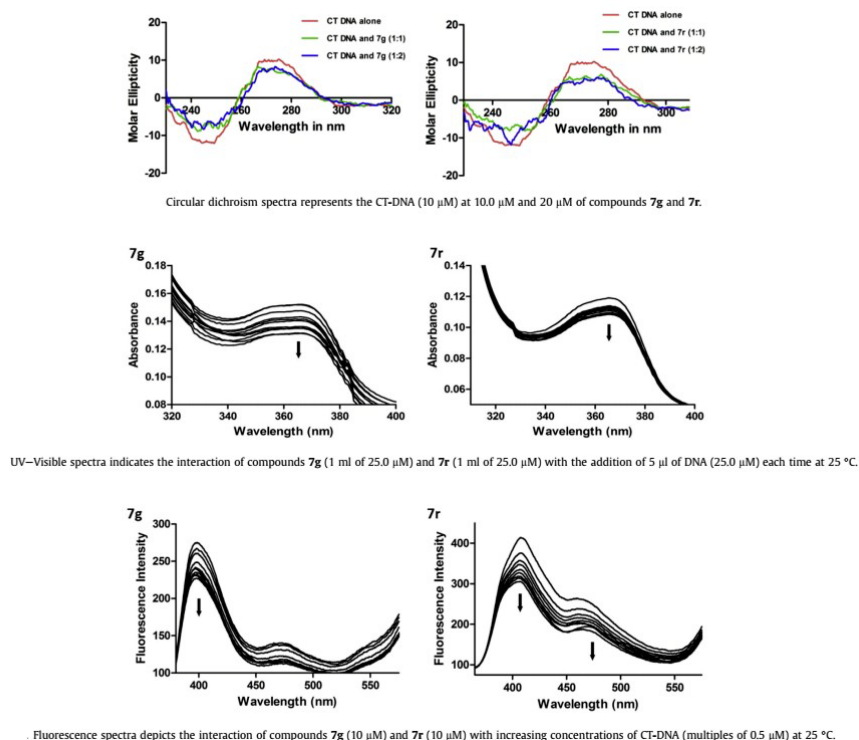 CT DNA alone
CT DNA and 7g (1:1)
CT DNA and 7g (1:2)
Molar Ellipticity
20
10
0
-10
-20
240
260
280
300
320
Wavelength in nm
CT DNA alone
CT DNA and 7r (1:1)
CT DNA and 7r (1:2)
Molar Ellipticity
20
10
0
-10
-20
240
260
280
300
Wavelength in nm
Circular dichroism spectra represents the CT-DNA (10 μM) at 10.0 μM and 20 μM of compounds 7g and 7r.
7g
Absorbance
0.18
0.16
0.14
0.12
0.10
0.08
320
340
360
380
400
Wavelength (nm)
7r
Absorbance
0.14
0.12
0.10
0.08
0.06
320
340
360
380
400
Wavelength (nm)
UV–Visible spectra indicates the interaction of compounds 7g (1 ml of 25.0 μM) and 7r (1 ml of 25.0 μM) with the addition of 5 μl of DNA (25.0 μM) each time at 25 °C.
7g
Fluorescence Intensity
300
250
200
150
100
400
450
500
550
Wavelength (nm)
7r
Fluorescence Intensity
400
300
200
100
400
450
500
550
Wavelength (nm)
. Fluorescence spectra depicts the interaction of compounds 7g (10 μM) and 7r (10 μM) with increasing concentrations of CT-DNA (multiples of 0.5 μM) at 25 °C.